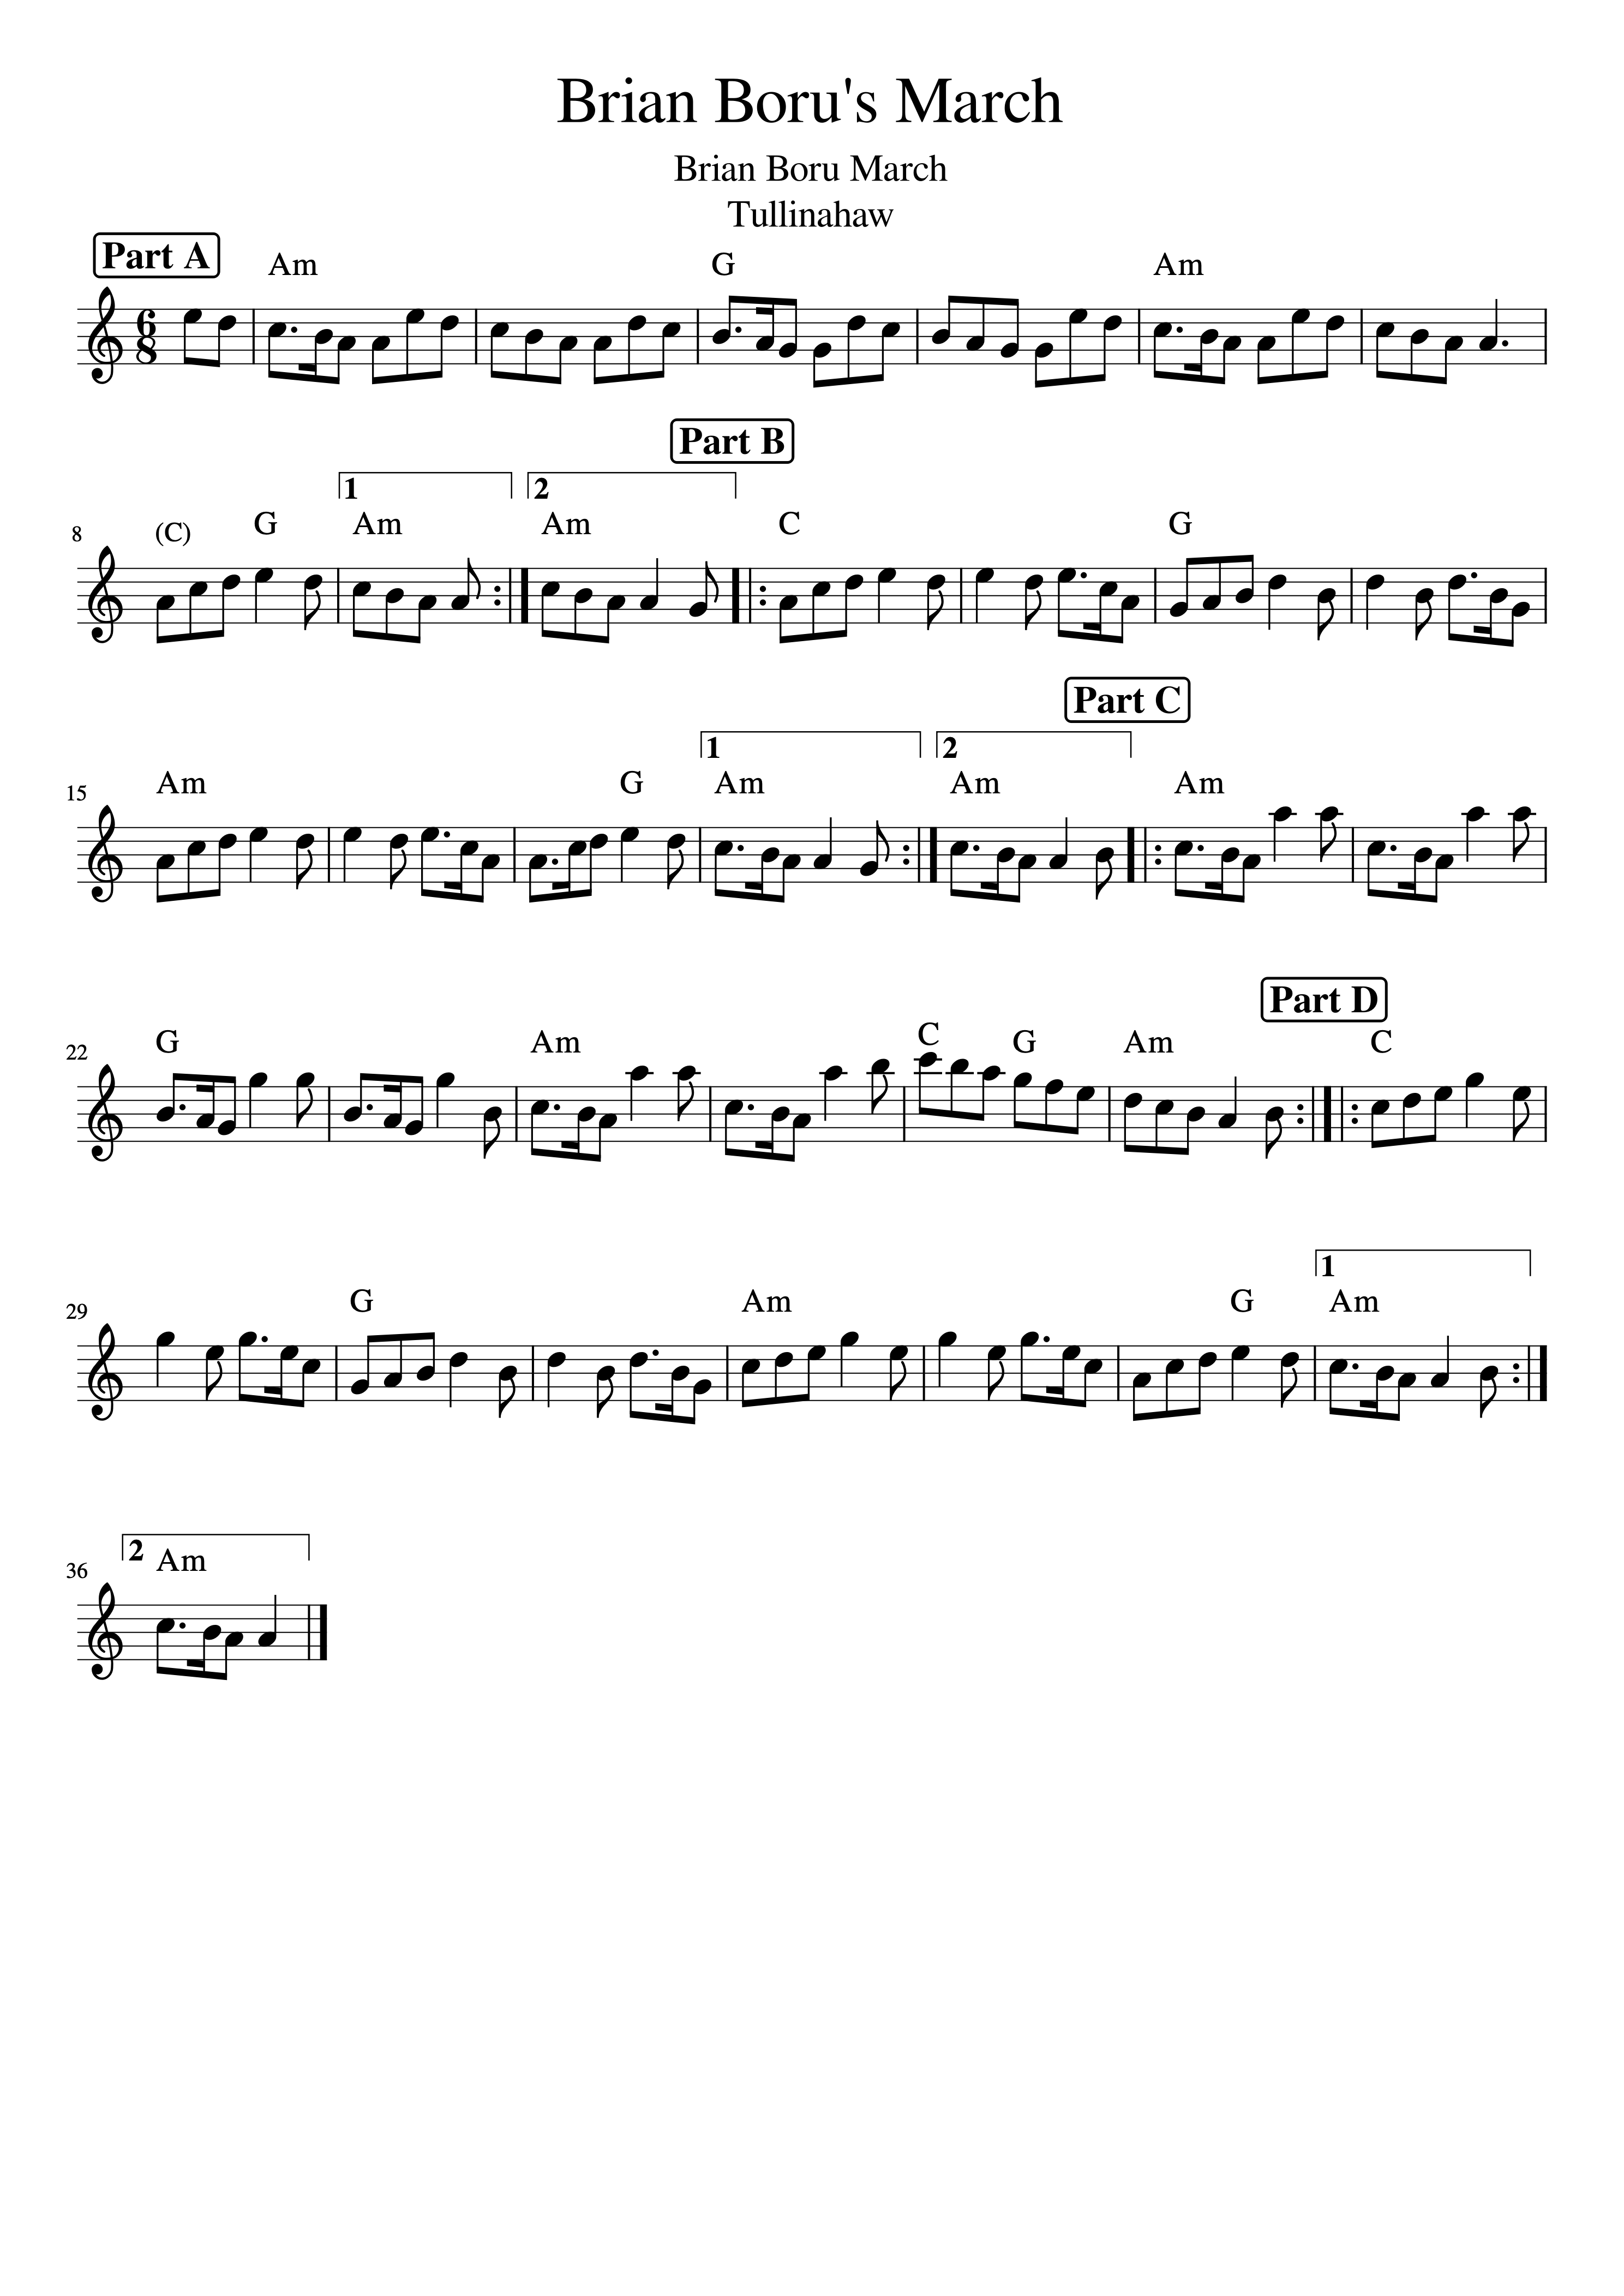 Brian Boru's March
Brian Boru March
Tullinahaw
Part A
Am G Am
6
8
Part B
1 2
8 (C) G Am Am C G
Part C
1 2
15 Am G Am Am Am
Part D
22 G Am C G Am C
1
29 G Am G Am
2
36 Am